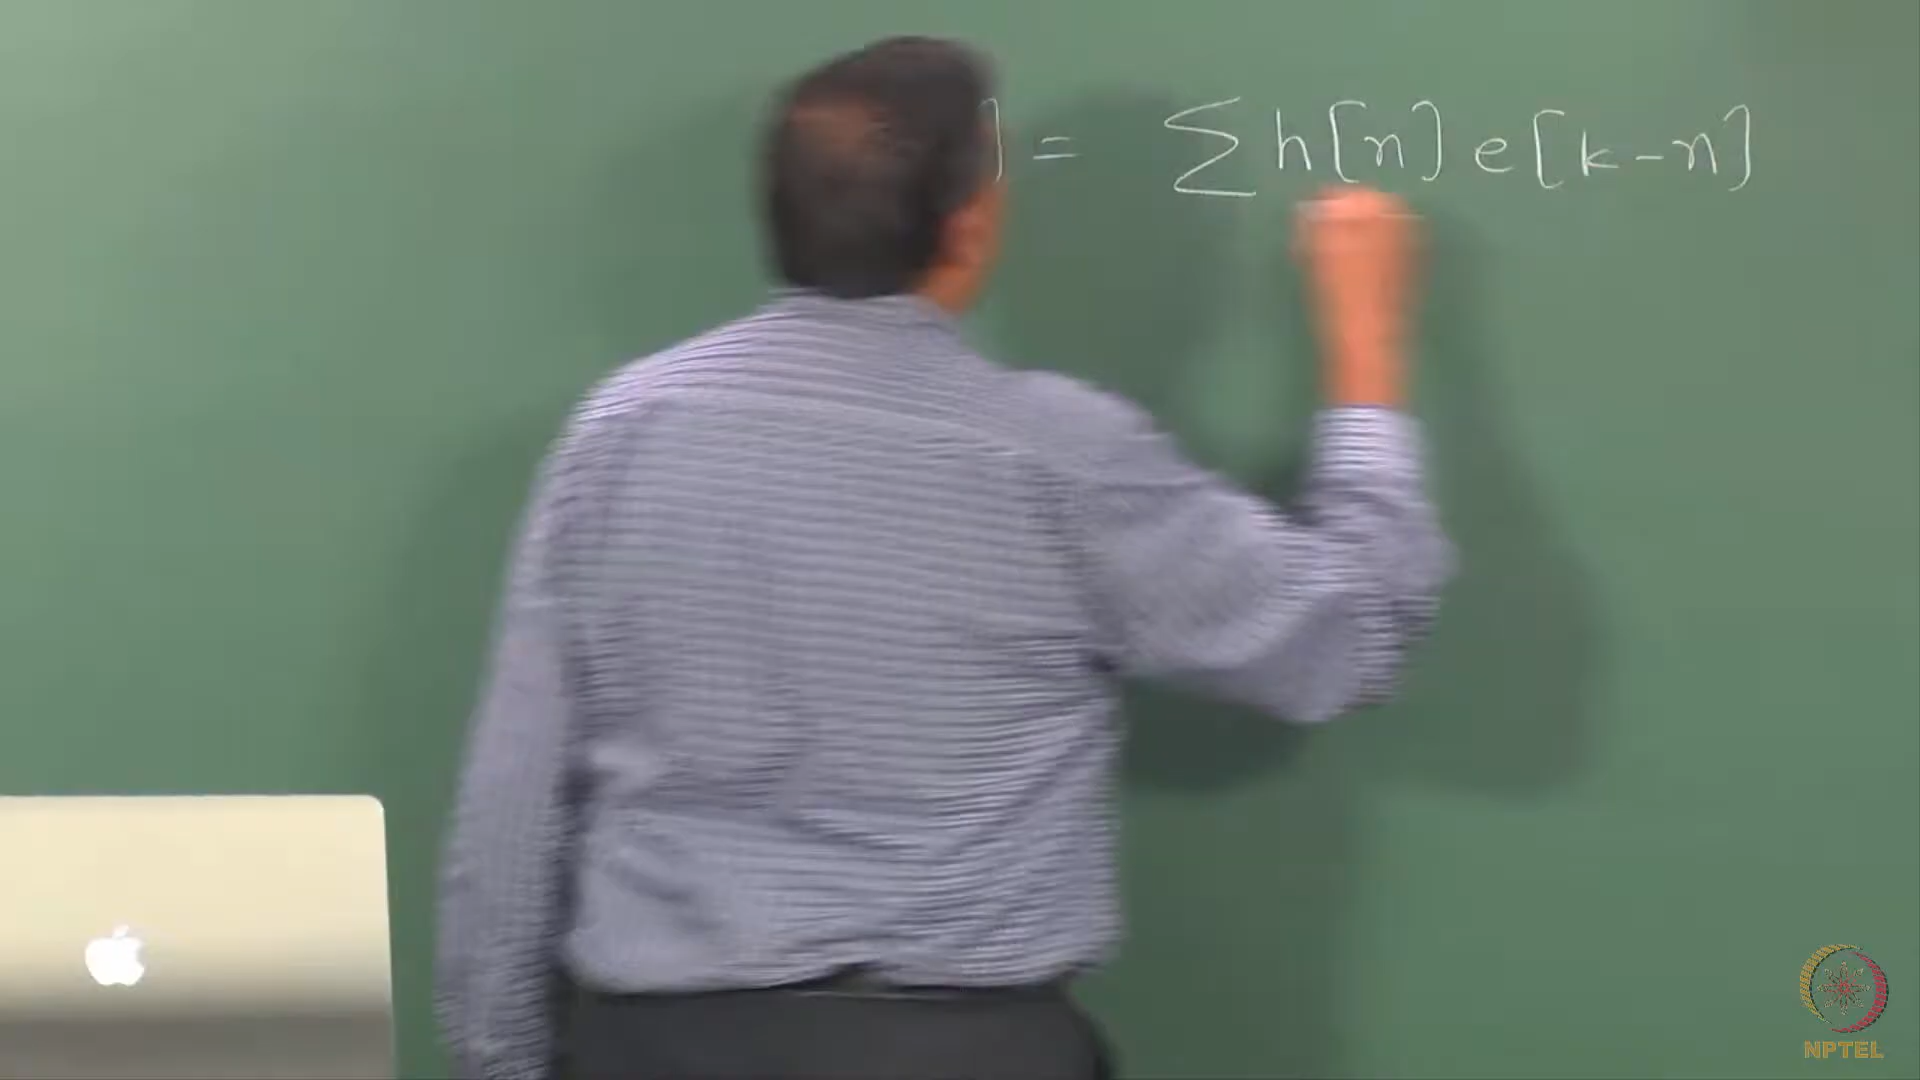 ] = ∑ h[n] e[k-n]
NPTEL